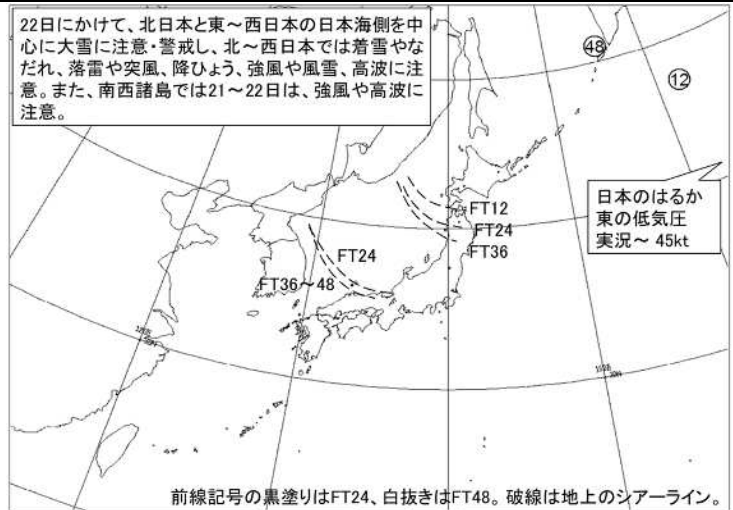 22日にかけて、北日本と東～西日本の日本海側を中
心に大雪に注意・警戒し、北～西日本では着雪やな
だれ、落雷や突風、降ひょう、強風や風雪、高波に注
意。また、南西諸島では21～22日は、強風や高波に
注意。
48
12
日本のはるか
東の低気圧
実況～ 45kt
FT12
FT24
FT36
FT24
FT36～48
前線記号の黒塗りはFT24、白抜きはFT48。破線は地上のシアーライン。